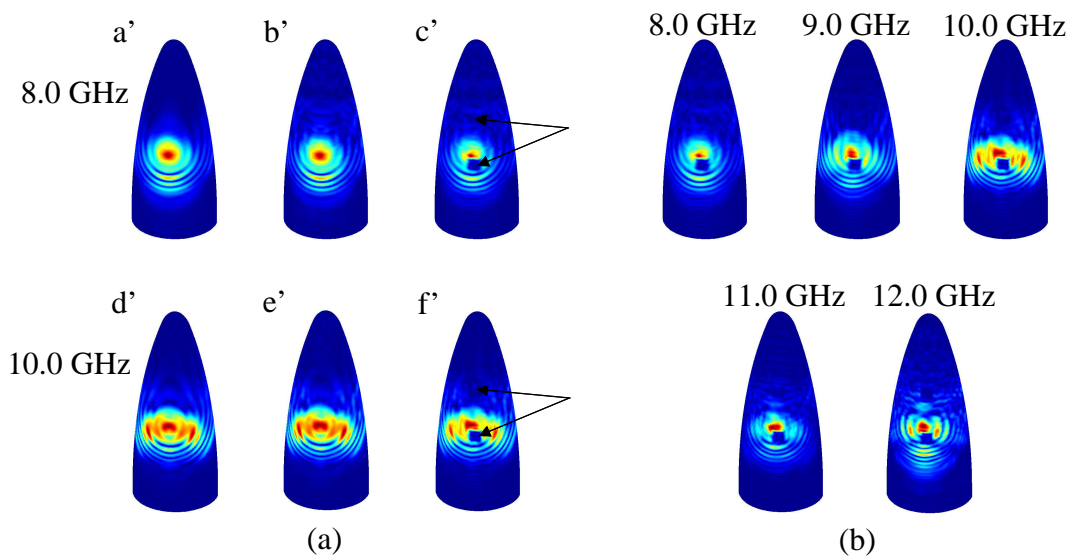 a’ b’ c’
8.0 GHz
d’ e’ f’
10.0 GHz
(a)
8.0 GHz 9.0 GHz 10.0 GHz
11.0 GHz 12.0 GHz
(b)